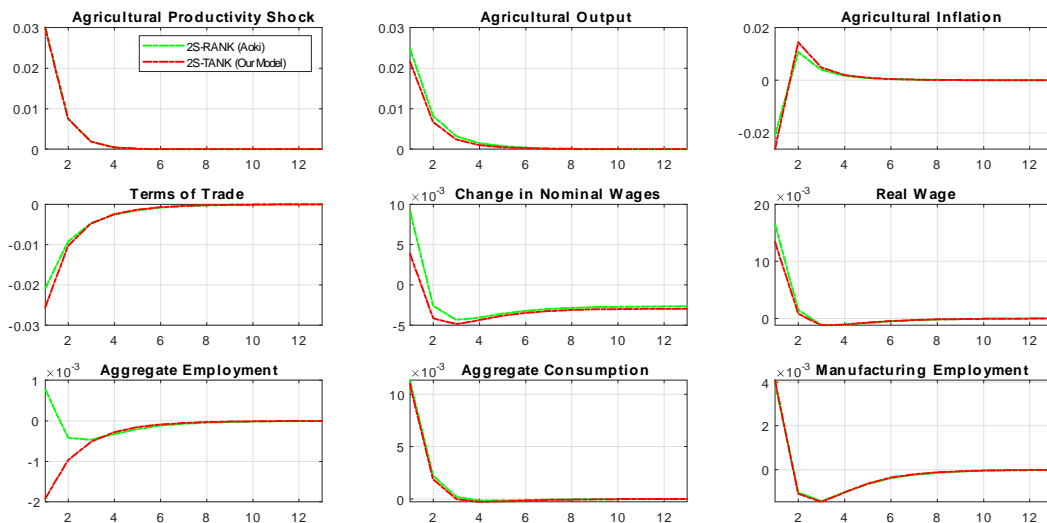 Agricultural Productivity Shock
0.03
0.02
0.01
0
2 4 6 8 10 12
2S-RANK (Aoki)
2S-TANK (Our Model)
Agricultural Output
0.03
0.02
0.01
0
2 4 6 8 10 12
Agricultural Inflation
0.02
0
-0.02
2 4 6 8 10 12
Terms of Trade
0
-0.01
-0.02
-0.03
2 4 6 8 10 12
Change in Nominal Wages
×10⁻³
10
5
0
-5
2 4 6 8 10 12
Real Wage
×10⁻³
20
10
0
2 4 6 8 10 12
Aggregate Employment
×10⁻³
1
0
-1
-2
2 4 6 8 10 12
Aggregate Consumption
×10⁻³
10
5
0
2 4 6 8 10 12
Manufacturing Employment
×10⁻³
4
2
0
2 4 6 8 10 12